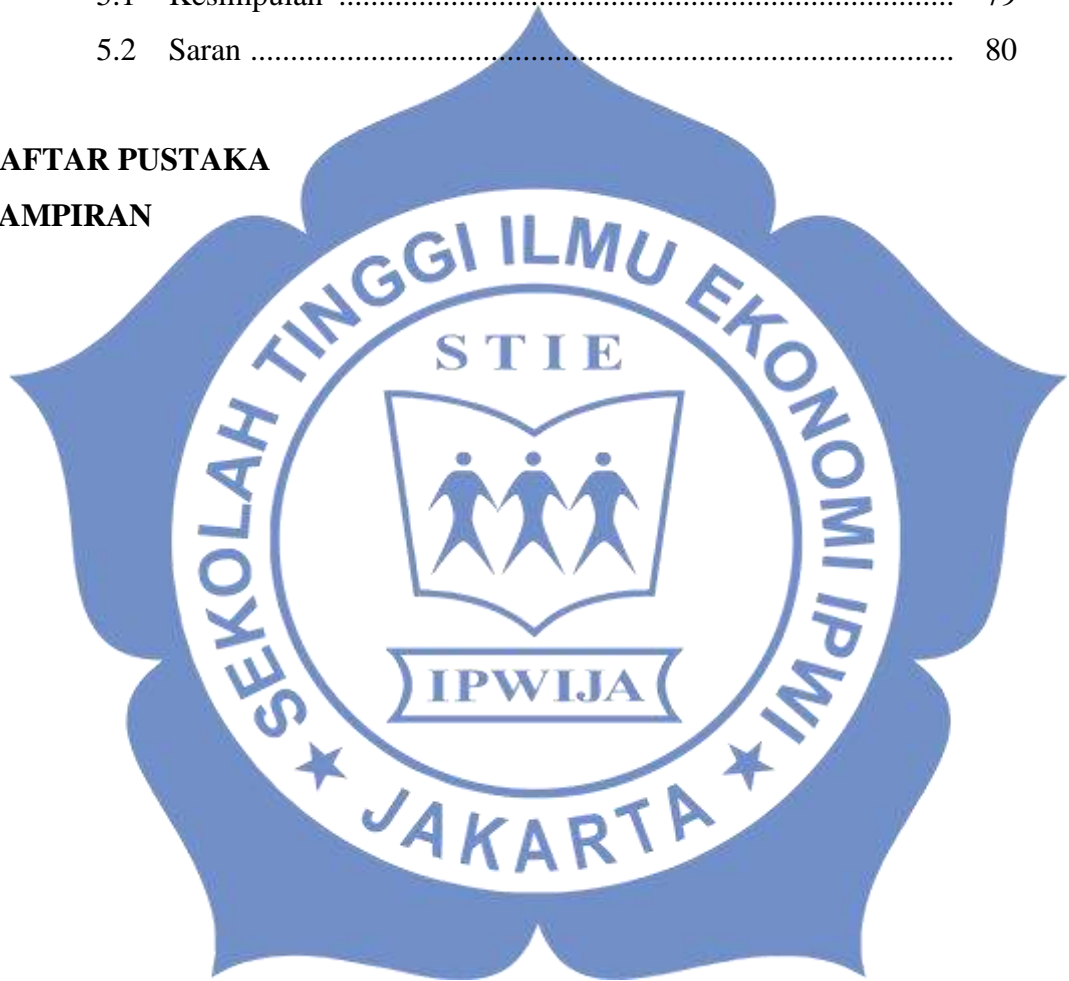 5.1 Kesimpulan ........................................................................... 79
5.2 Saran ...................................................................................... 80
AFTAR PUSTAKA
AMPIRAN
SEKOLAH TINGGI ILMU EKONOMI IPWI
STIE
IPWIJA
★ JAKARTA ★